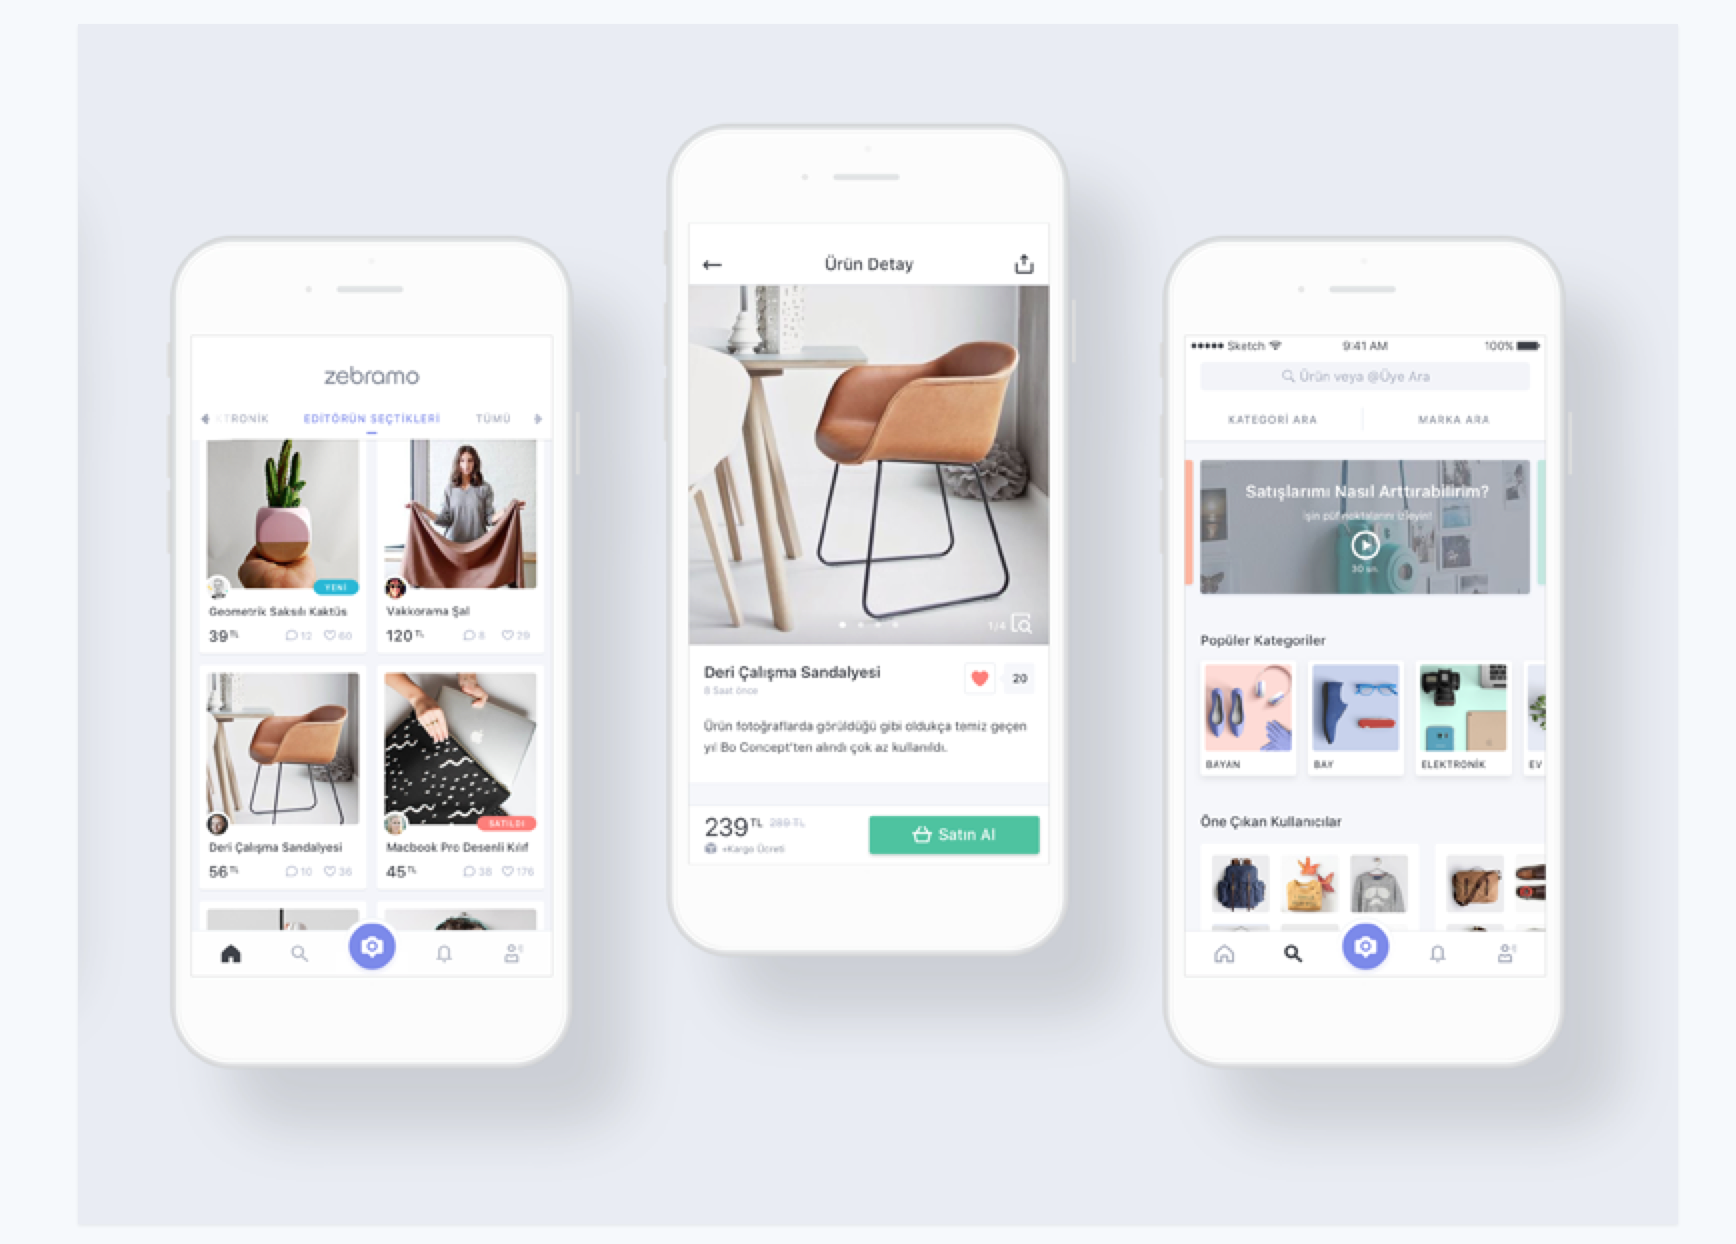 zebramo
TRONİK EDİTÖRÜN SEÇTİKLERİ TÜMÜ
YENİ
Geometrik Saksılı Kaktüs
39 TL 12 60
Vakkorama Şal
120 TL 8 29
Deri Çalışma Sandalyesi
56 TL 10 36
SATILDI
Macbook Pro Desenli Kılıf
45 TL 38 176
Ürün Detay
1/4
Deri Çalışma Sandalyesi
20
8 Saat önce
Ürün fotoğraflarda görüldüğü gibi oldukça temiz geçen
yıl Bo Concept'ten alındı çok az kullanıldı.
239 TL 289 TL
+Kargo Ücreti
Satın Al
Sketch 9:41 AM 100%
Ürün veya @Üye Ara
KATEGORİ ARA MARKA ARA
Satışlarımı Nasıl Arttırabilirim?
İşin püf noktalarını izleyin!
30 sn.
Popüler Kategoriler
BAYAN BAY ELEKTRONİK EV
Öne Çıkan Kullanıcılar